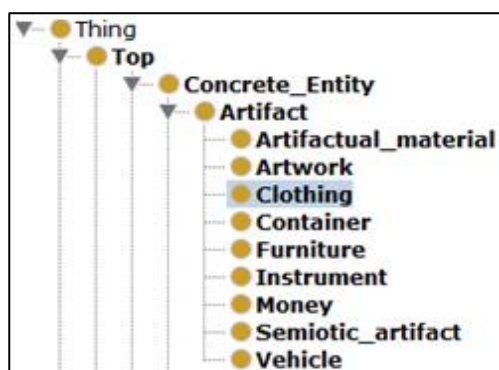 Thing
Top
Concrete_Entity
Artifact
Artifactual_material
Artwork
Clothing
Container
Furniture
Instrument
Money
Semiotic_artifact
Vehicle